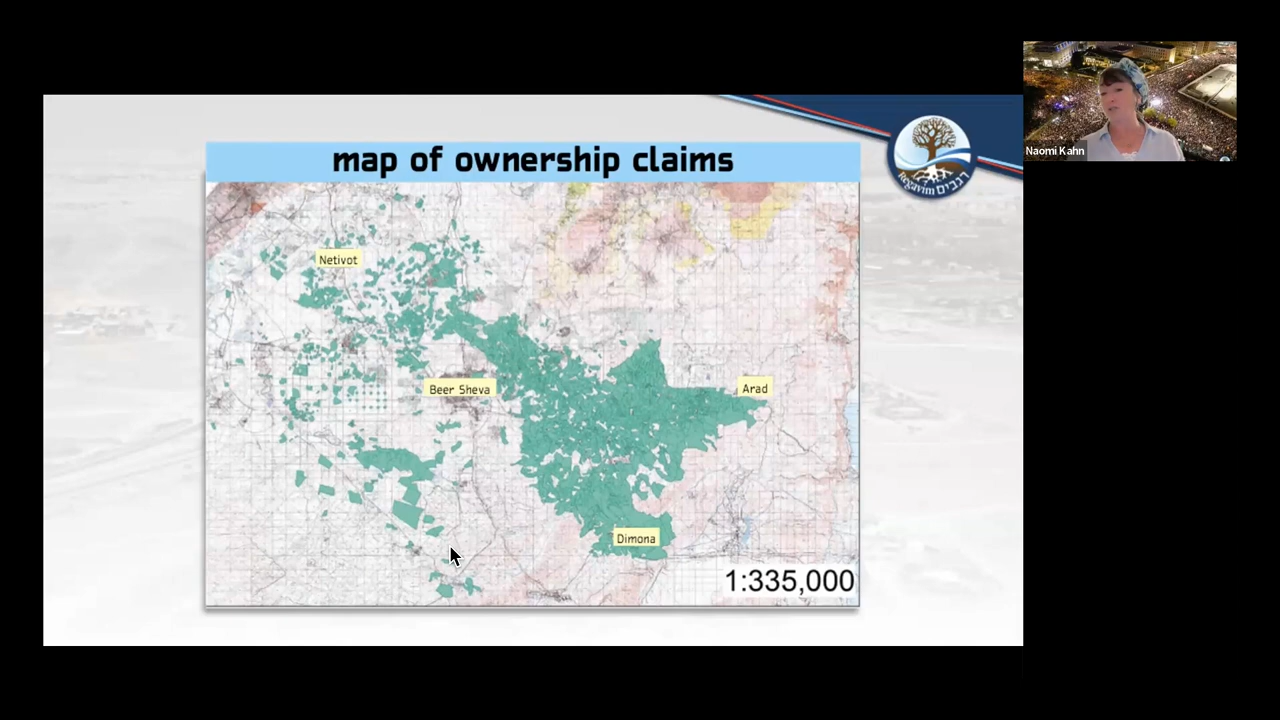 map of ownership claims
Regavim רגבים
Naomi Kahn
Netivot
Beer Sheva
Arad
Dimona
1:335,000